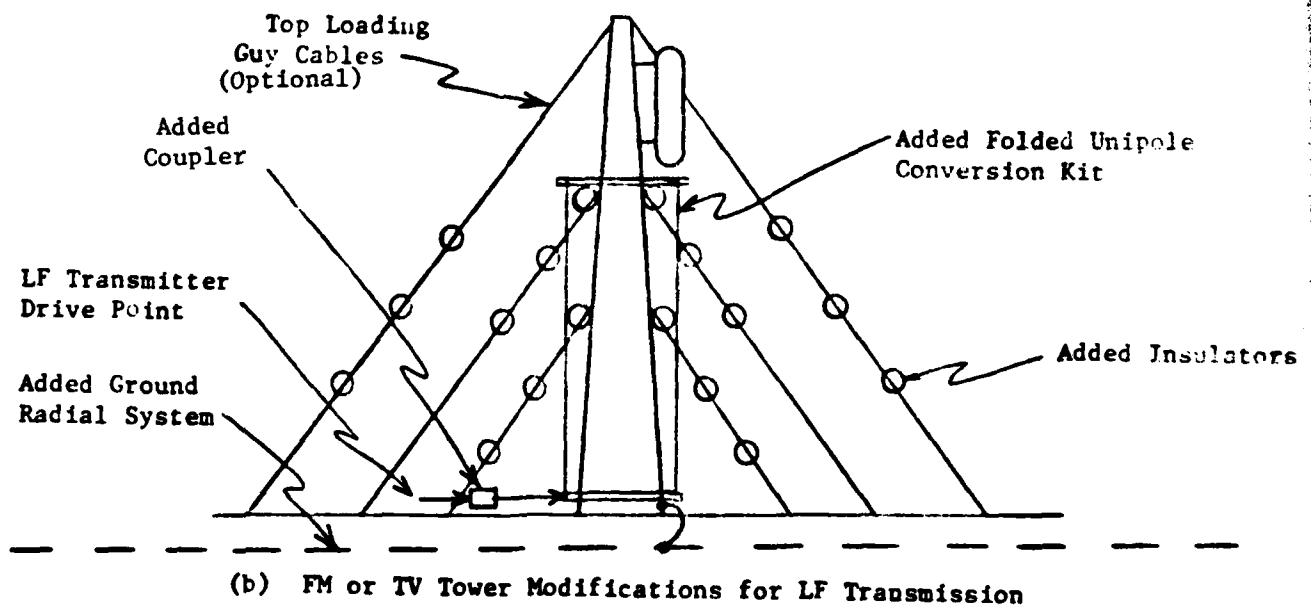 Top Loading
Guy Cables
(Optional)
Added
Coupler
Added Folded Unipole
Conversion Kit
LF Transmitter
Drive Point
Added Insulators
Added Ground
Radial System
(b) FM or TV Tower Modifications for LF Transmission